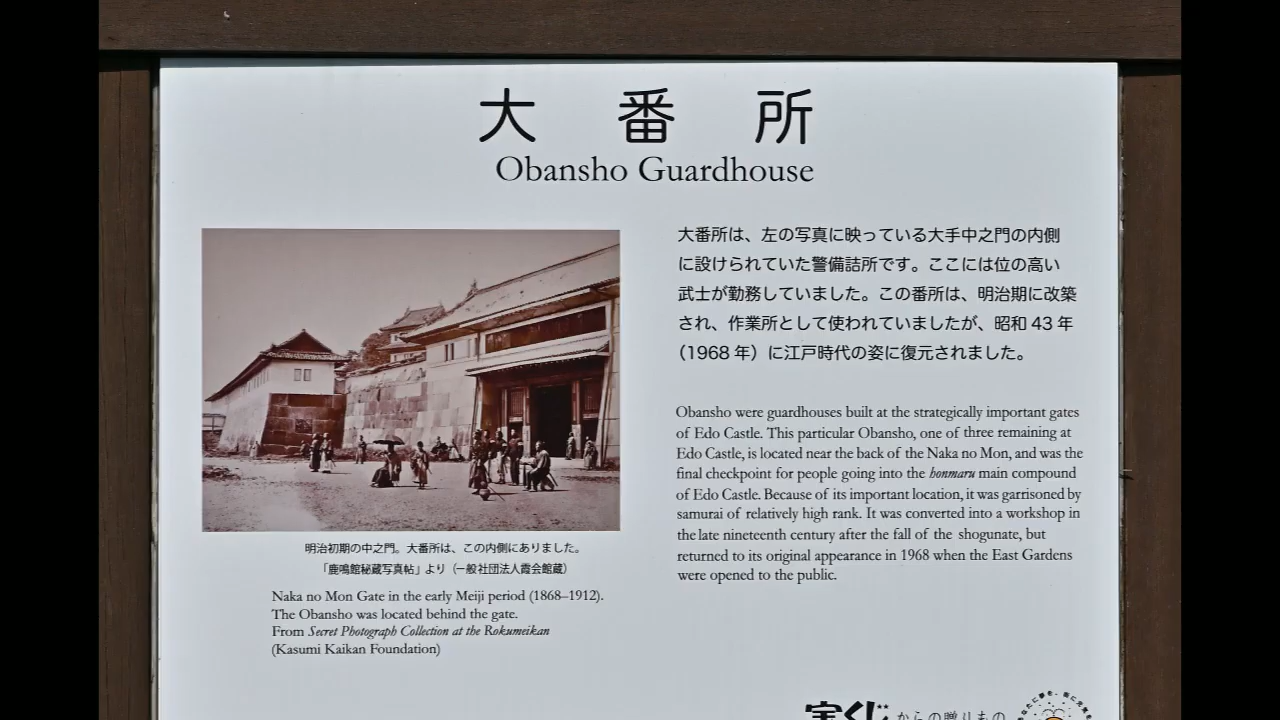 大番所
Obansho Guardhouse
大番所は、左の写真に映っている大手中之門の内側
に設けられていた警備詰所です。ここには位の高い
武士が勤務していました。この番所は、明治期に改築
され、作業所として使われていましたが、昭和 43 年
（1968 年）に江戸時代の姿に復元されました。
Obansho were guardhouses built at the strategically important gates
of Edo Castle. This particular Obansho, one of three remaining at
Edo Castle, is located near the back of the Naka no Mon, and was the
final checkpoint for people going into the honmaru main compound
of Edo Castle. Because of its important location, it was garrisoned by
samurai of relatively high rank. It was converted into a workshop in
the late nineteenth century after the fall of the shogunate, but
returned to its original appearance in 1968 when the East Gardens
were opened to the public.
明治初期の中之門。大番所は、この内側にありました。
「鹿鳴館秘蔵写真帖」より（一般社団法人霞会館蔵）
Naka no Mon Gate in the early Meiji period (1868–1912).
The Obansho was located behind the gate.
From Secret Photograph Collection at the Rokumeikan
(Kasumi Kaikan Foundation)
宝くじ からの贈りもの